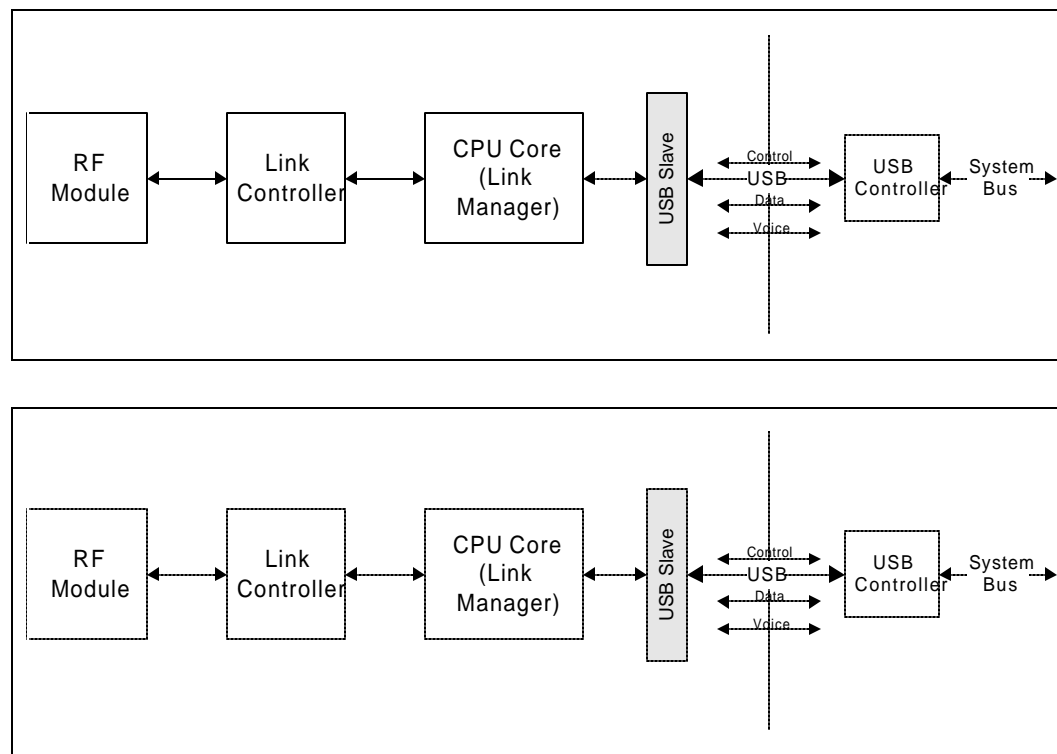 RF
Module
Link
Controller
CPU Core
(Link
Manager)
USB Slave
Control
USB
Data
Voice
USB
Controller
System
Bus
RF
Module
Link
Controller
CPU Core
(Link
Manager)
USB Slave
Control
USB
Data
Voice
USB
Controller
System
Bus